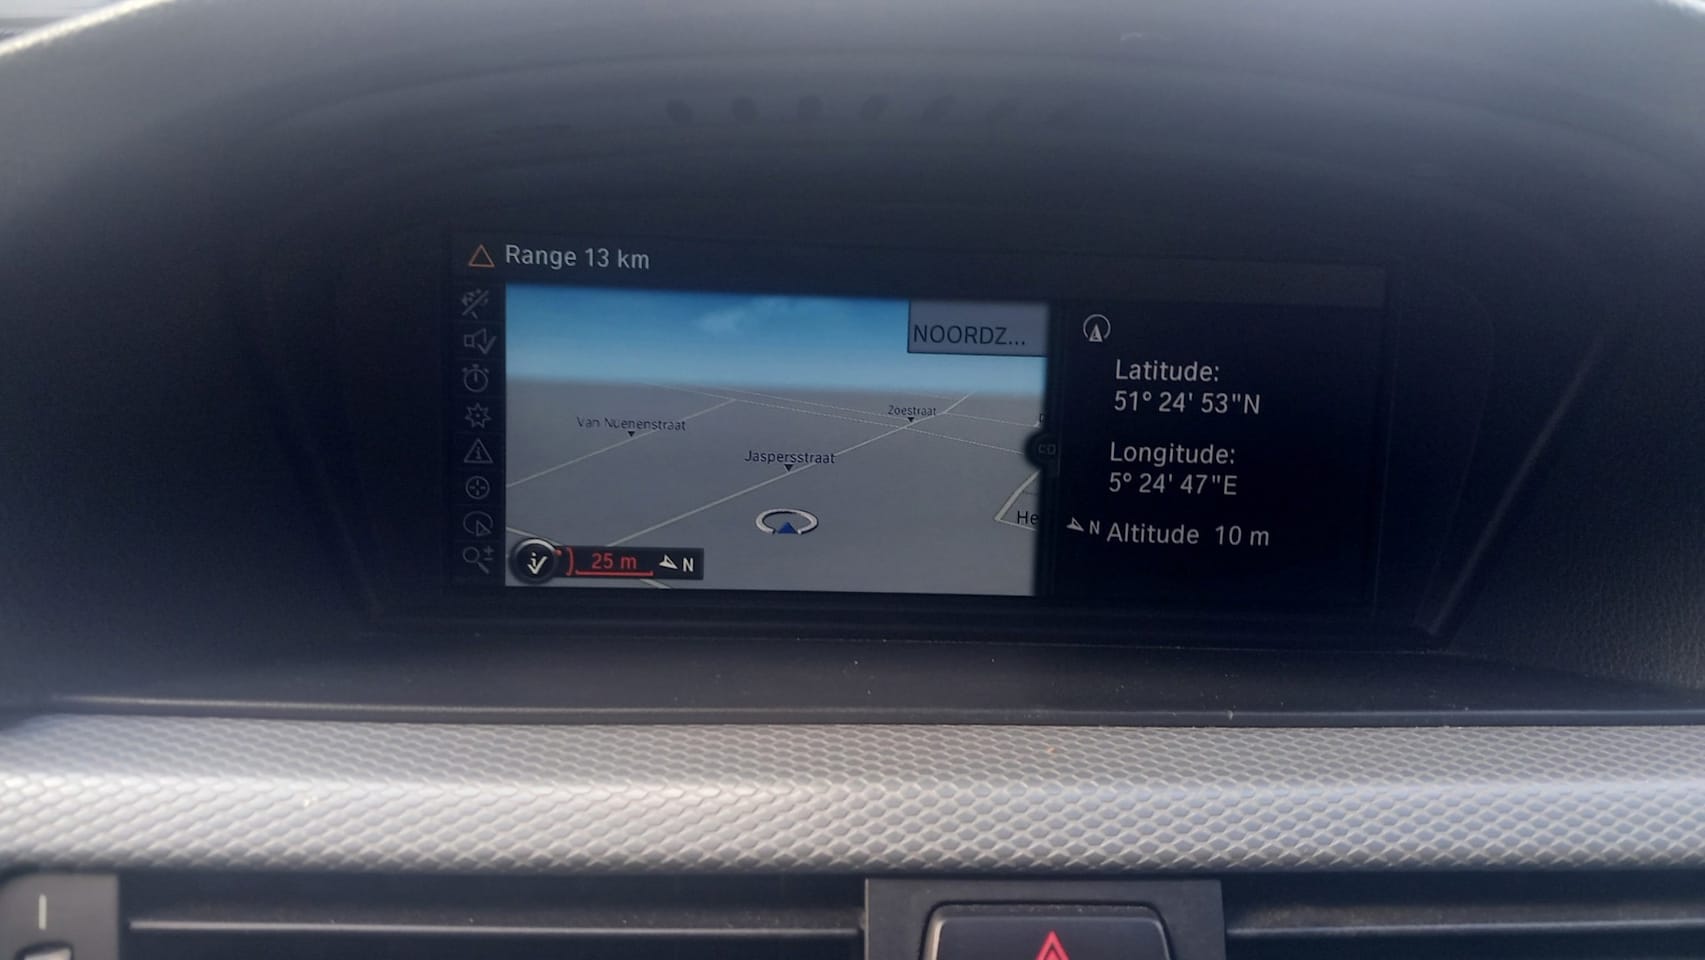 Range 13 km
NOORDZ...
Zoestraat
Van Nuenenstraat
Jaspersstraat
He
25 m
N
Latitude:
51° 24' 53"N
Longitude:
5° 24' 47"E
N Altitude 10 m